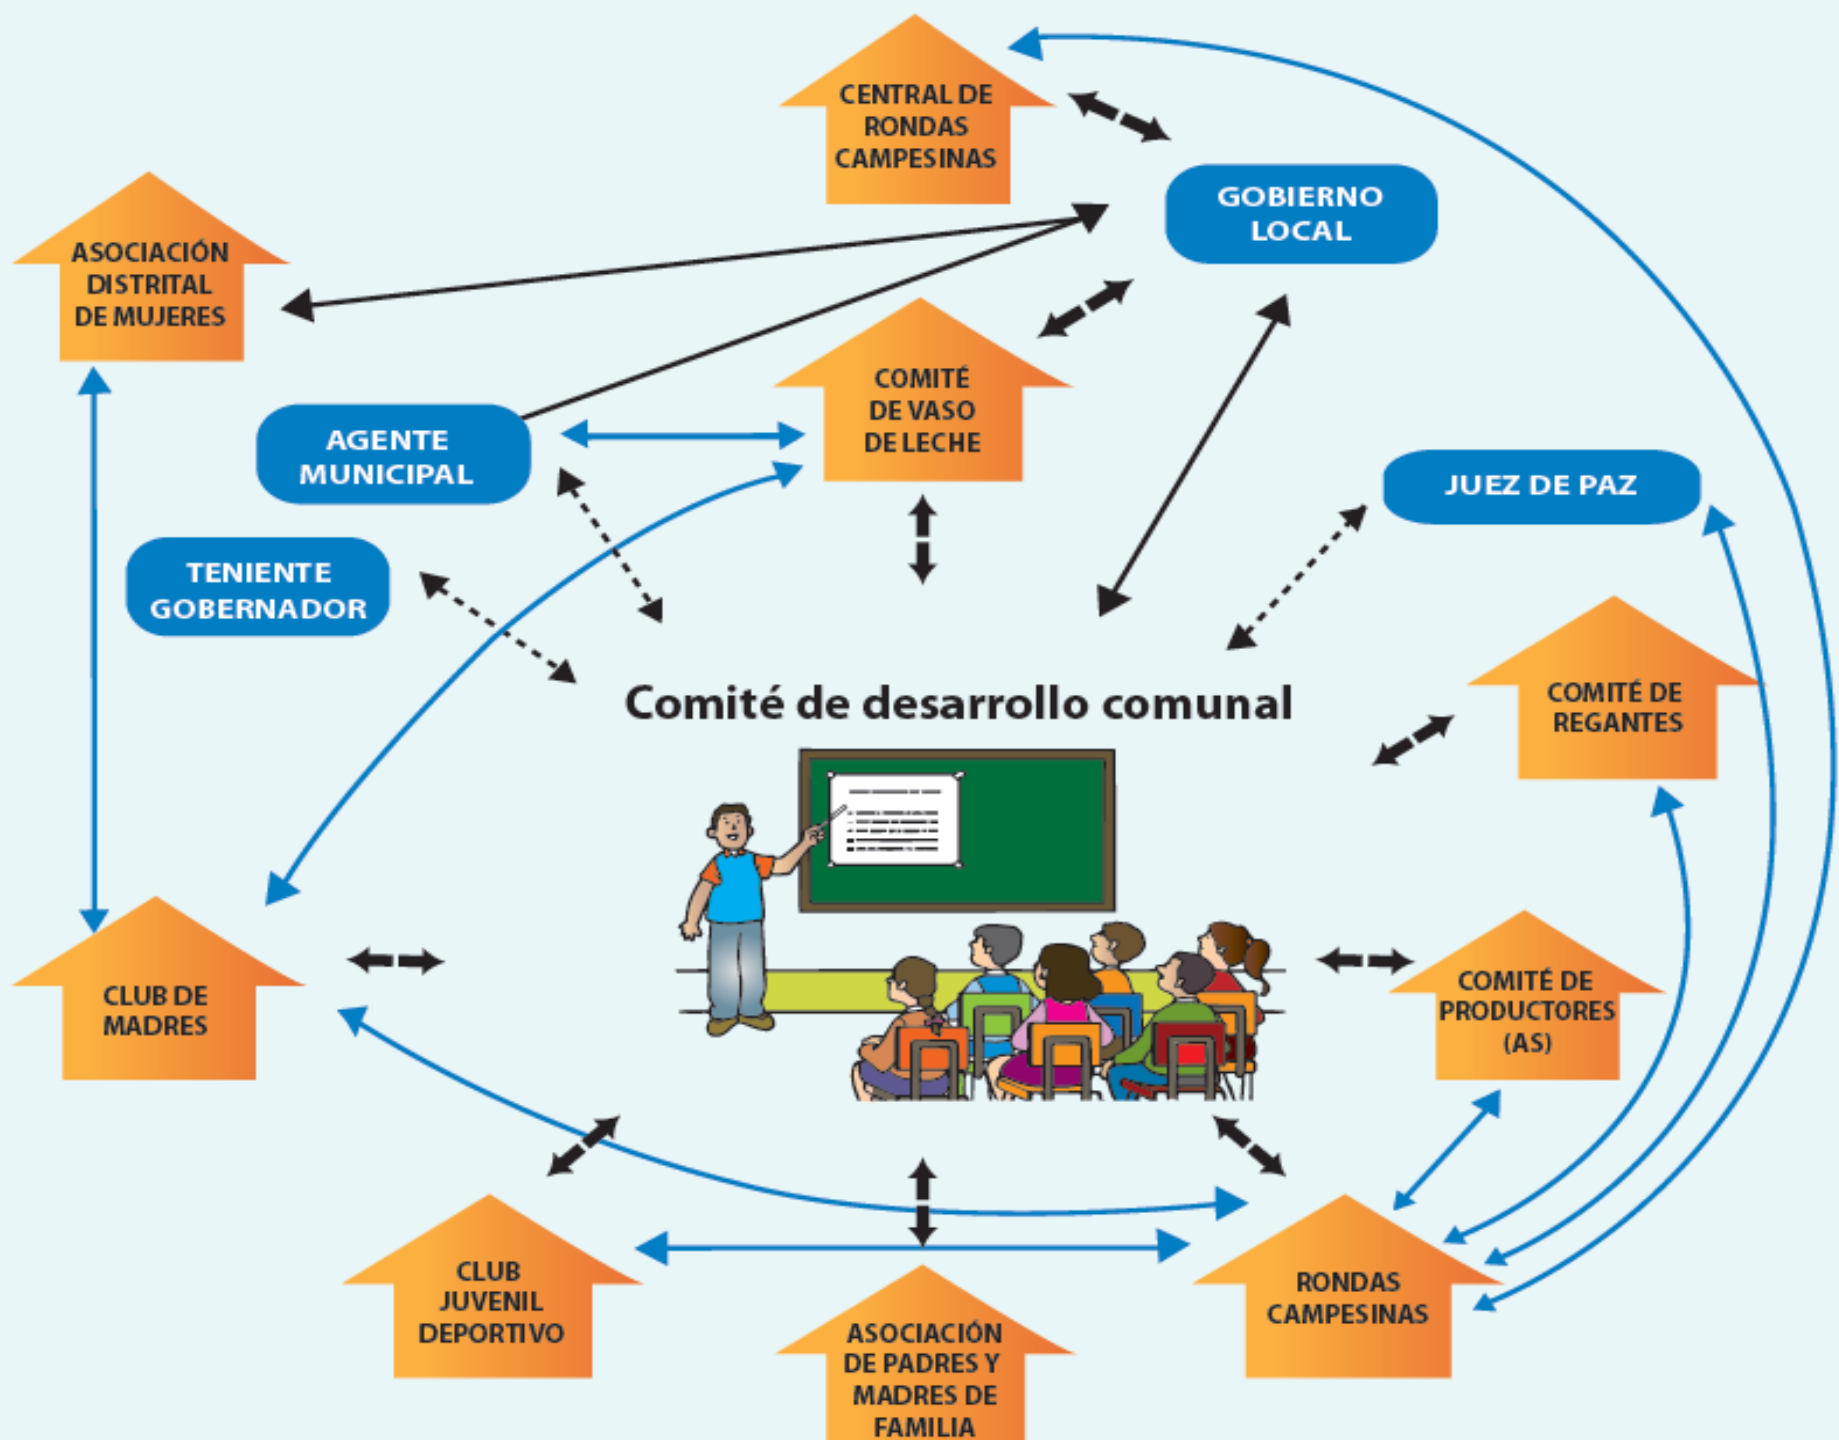 CENTRAL DE
RONDAS
CAMPESINAS
GOBIERNO
LOCAL
ASOCIACIÓN
DISTRITAL
DE MUJERES
COMITÉ
DE VASO
DE LECHE
AGENTE
MUNICIPAL
JUEZ DE PAZ
TENIENTE
GOBERNADOR
Comité de desarrollo comunal
COMITÉ DE
REGANTES
CLUB DE
MADRES
COMITÉ DE
PRODUCTORES
(AS)
CLUB
JUVENIL
DEPORTIVO
ASOCIACIÓN
DE PADRES Y
MADRES DE
FAMILIA
RONDAS
CAMPESINAS